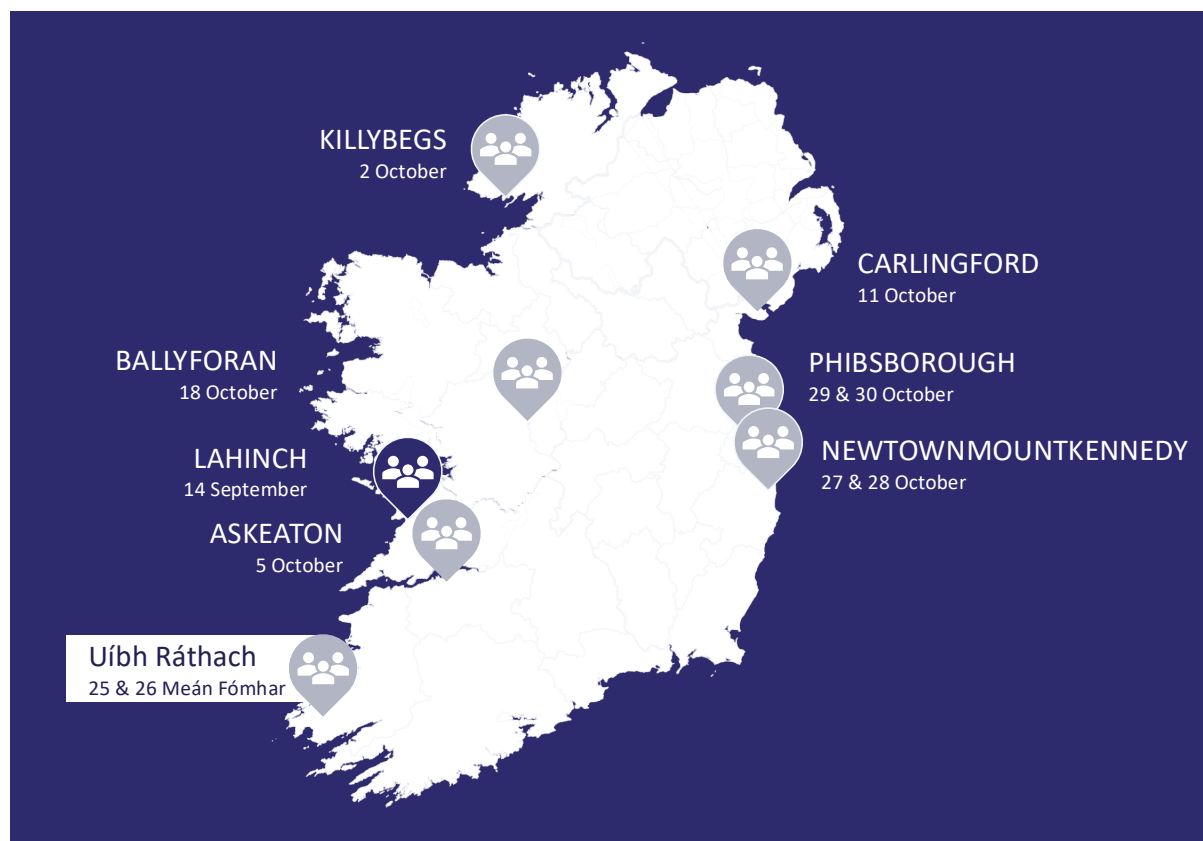 KILLYBEGS
2 October
CARLINGFORD
11 October
BALLYFORAN
18 October
PHIBSBOROUGH
29 & 30 October
LAHINCH
14 September
NEWTOWNMOUNTKENNEDY
27 & 28 October
ASKEATON
5 October
Uíbh Ráthach
25 & 26 Meán Fómhar